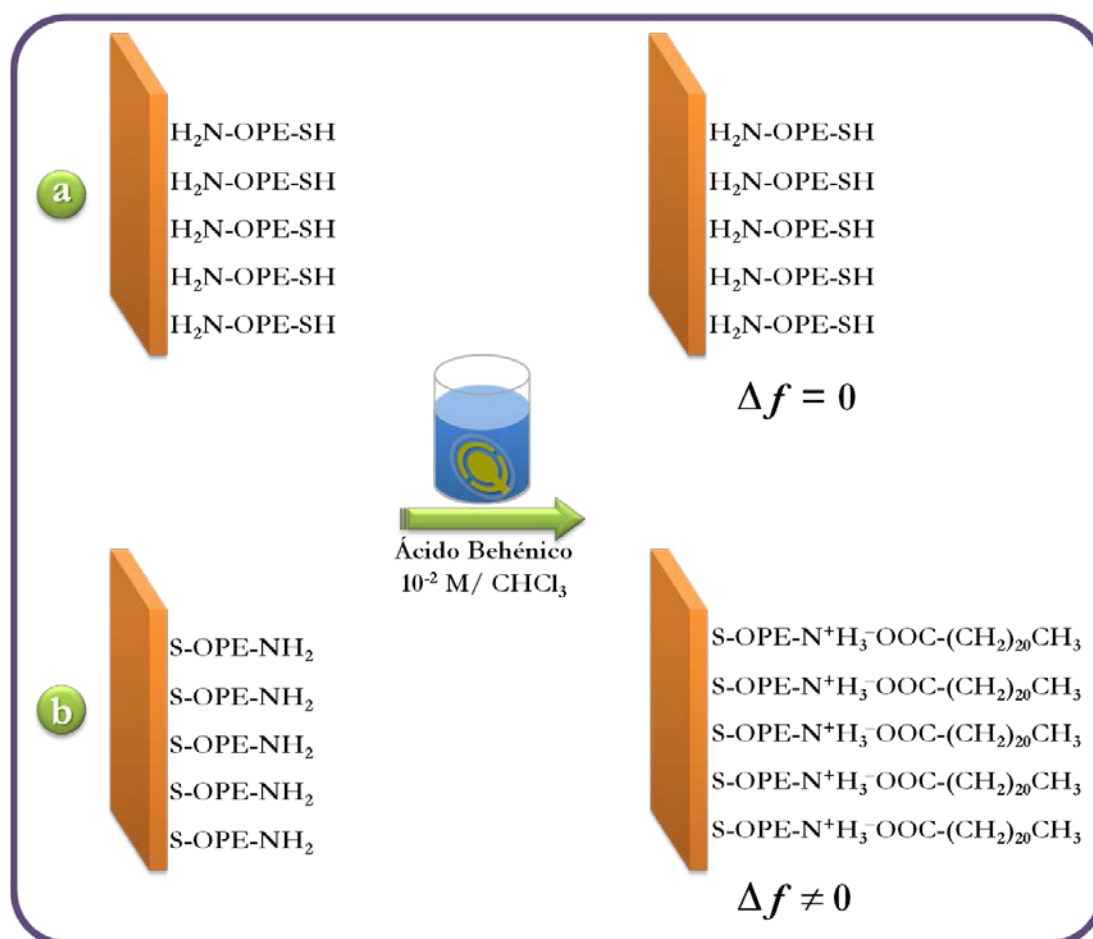 a
H₂N-OPE-SH
H₂N-OPE-SH
H₂N-OPE-SH
H₂N-OPE-SH
H₂N-OPE-SH
H₂N-OPE-SH
H₂N-OPE-SH
H₂N-OPE-SH
H₂N-OPE-SH
H₂N-OPE-SH
Δf = 0
Ácido Behénico
10⁻² M/ CHCl₃
b
S-OPE-NH₂
S-OPE-NH₂
S-OPE-NH₂
S-OPE-NH₂
S-OPE-NH₂
S-OPE-N⁺H₃⁻OOC-(CH₂)₂₀CH₃
S-OPE-N⁺H₃⁻OOC-(CH₂)₂₀CH₃
S-OPE-N⁺H₃⁻OOC-(CH₂)₂₀CH₃
S-OPE-N⁺H₃⁻OOC-(CH₂)₂₀CH₃
S-OPE-N⁺H₃⁻OOC-(CH₂)₂₀CH₃
Δf ≠ 0